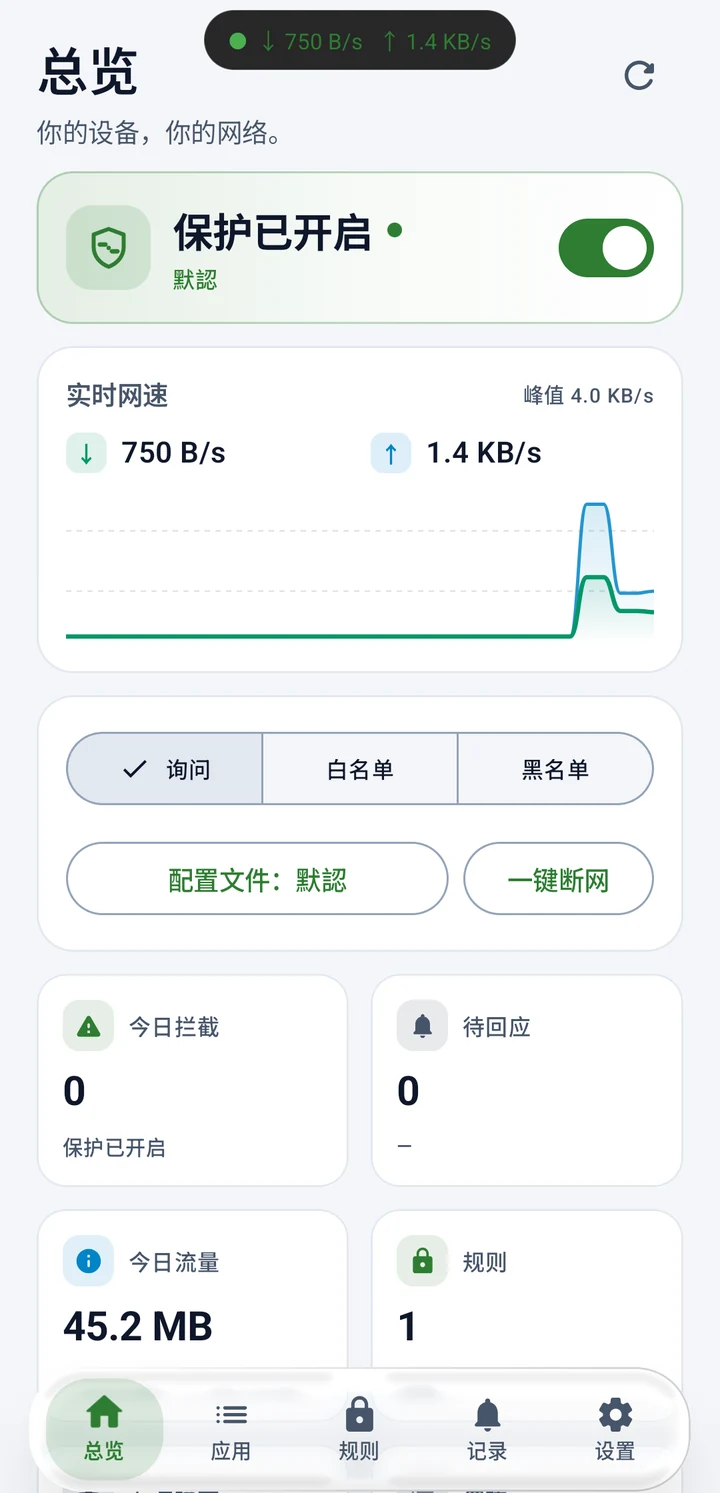 ↓ 750 B/s ↑ 1.4 KB/s
总览
你的设备，你的网络。
保护已开启
默認
实时网速 峰值 4.0 KB/s
↓ 750 B/s ↑ 1.4 KB/s
询问 白名单 黑名单
配置文件：默認 一键断网
今日拦截 待回应
0 0
保护已开启 –
今日流量 规则
45.2 MB 1
总览 应用 规则 记录 设置